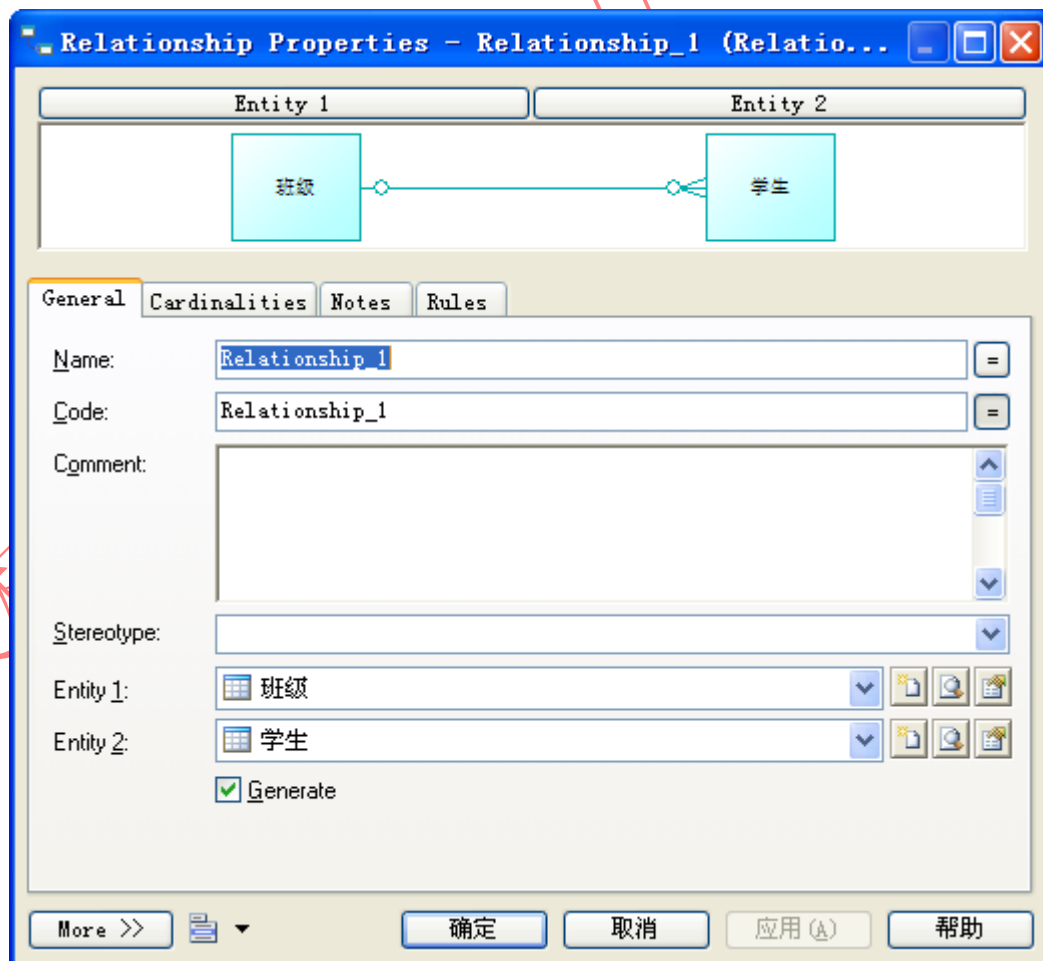 Relationship Properties - Relationship_1 (Relatio...
Entity 1 Entity 2
班级 学生
General Cardinalities Notes Rules
Name: Relationship_1 =
Code: Relationship_1 =
Comment:
Stereotype:
Entity 1: 班级
Entity 2: 学生
Generate
More >> 确定 取消 应用(A) 帮助